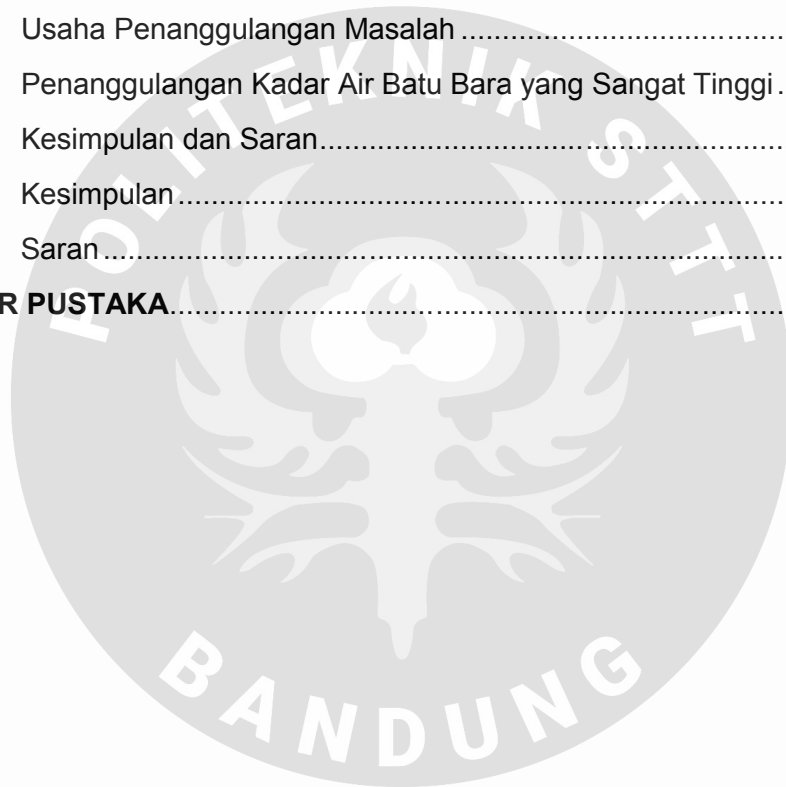 Usaha Penanggulangan Masalah ........................................
Penanggulangan Kadar Air Batu Bara yang Sangat Tinggi .
Kesimpulan dan Saran........................................................
Kesimpulan.........................................................................
Saran..................................................................................
R PUSTAKA.........................................................................
POLITEKNIK STTT
BANDUNG